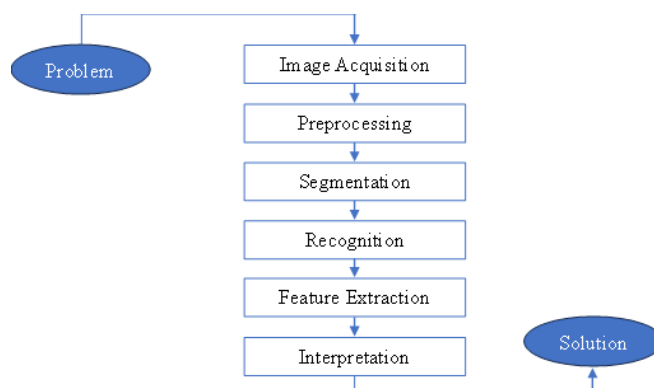 Problem
Image Acquisition
Preprocessing
Segmentation
Recognition
Feature Extraction
Interpretation
Solution